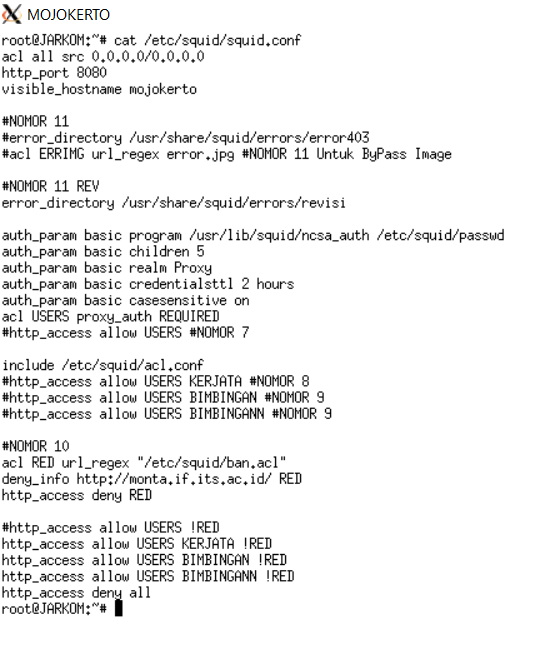 MOJOKERTO
root@JARKOM:~# cat /etc/squid/squid.conf
acl all src 0.0.0.0/0.0.0.0
http_port 8080
visible_hostname mojokerto
#NOMOR 11
#error_directory /usr/share/squid/errors/error403
#acl ERRIMG url_regex error.jpg #NOMOR 11 Untuk ByPass Image
#NOMOR 11 REV
error_directory /usr/share/squid/errors/revisi
auth_param basic program /usr/lib/squid/ncsa_auth /etc/squid/passwd
auth_param basic children 5
auth_param basic realm Proxy
auth_param basic credentialsttl 2 hours
auth_param basic casesensitive on
acl USERS proxy_auth REQUIRED
#http_access allow USERS #NOMOR 7
include /etc/squid/acl.conf
#http_access allow USERS KERJATA #NOMOR 8
#http_access allow USERS BIMBINGAN #NOMOR 9
#http_access allow USERS BIMBINGANN #NOMOR 9
#NOMOR 10
acl RED url_regex "/etc/squid/ban.acl"
deny_info http://monta.if.its.ac.id/ RED
http_access deny RED
#http_access allow USERS !RED
http_access allow USERS KERJATA !RED
http_access allow USERS BIMBINGAN !RED
http_access allow USERS BIMBINGANN !RED
http_access deny all
root@JARKOM:~#